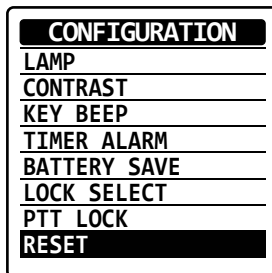 CONFIGURATION
LAMP
CONTRAST
KEY BEEP
TIMER ALARM
BATTERY SAVE
LOCK SELECT
PTT LOCK
RESET